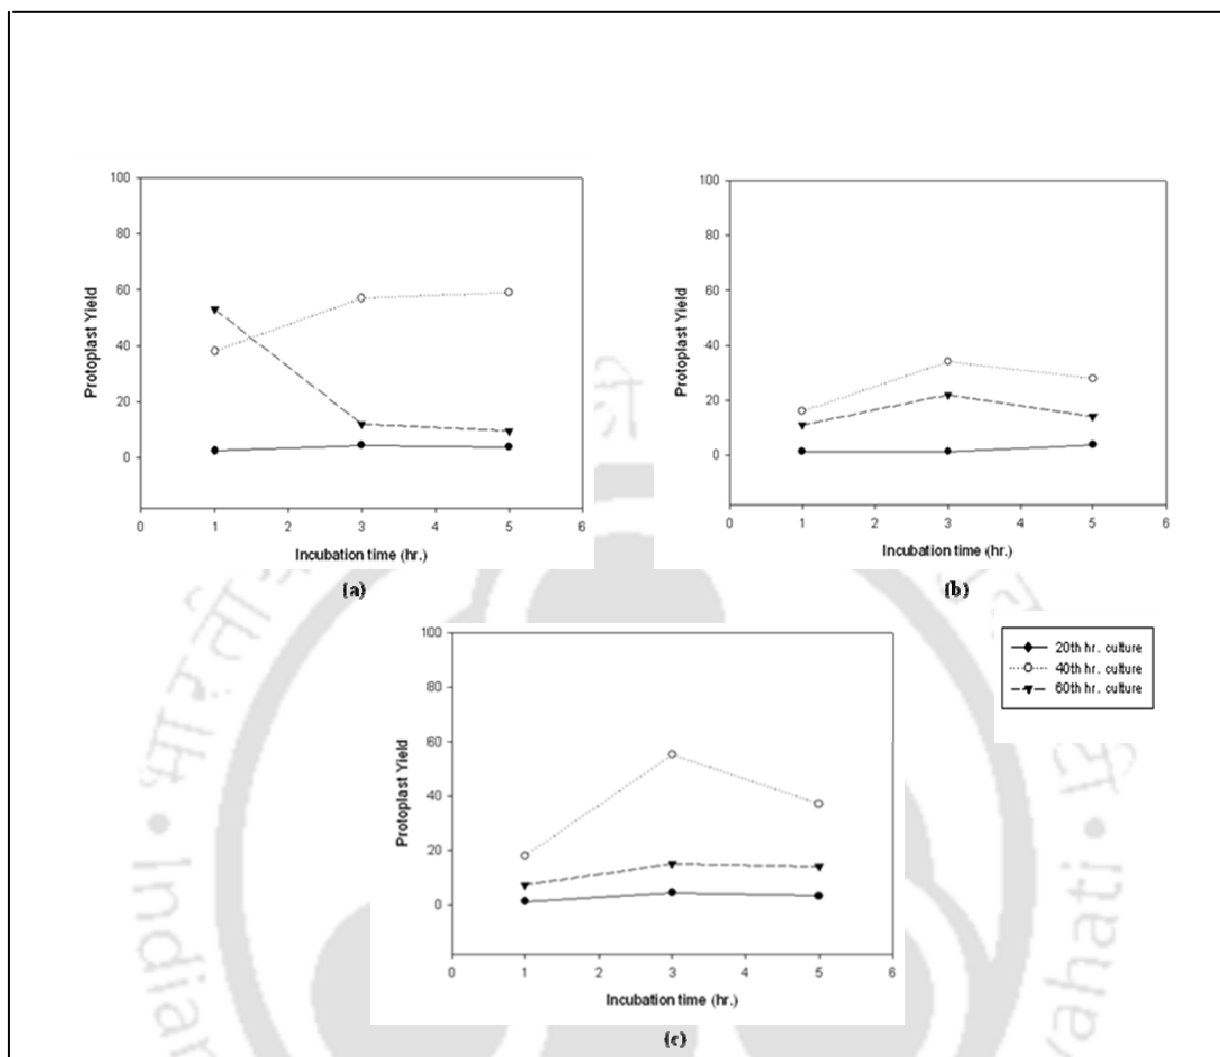 100
80
60
40
20
0
0 1 2 3 4 5 6
Protoplast Yield
Incubation time (hr.)
(a)
100
80
60
40
20
0
0 1 2 3 4 5 6
Protoplast Yield
Incubation time (hr.)
(b)
100
80
60
40
20
0
0 1 2 3 4 5 6
Protoplast Yield
Incubation time (hr.)
(c)
20th hr. culture
40th hr. culture
60th hr. culture
भारती
Indian
wahati